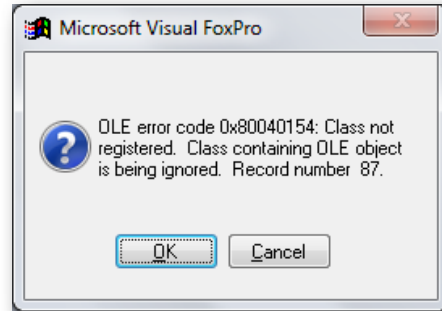 Microsoft Visual FoxPro
OLE error code 0x80040154: Class not
registered. Class containing OLE object
is being ignored. Record number 87.
OK
Cancel